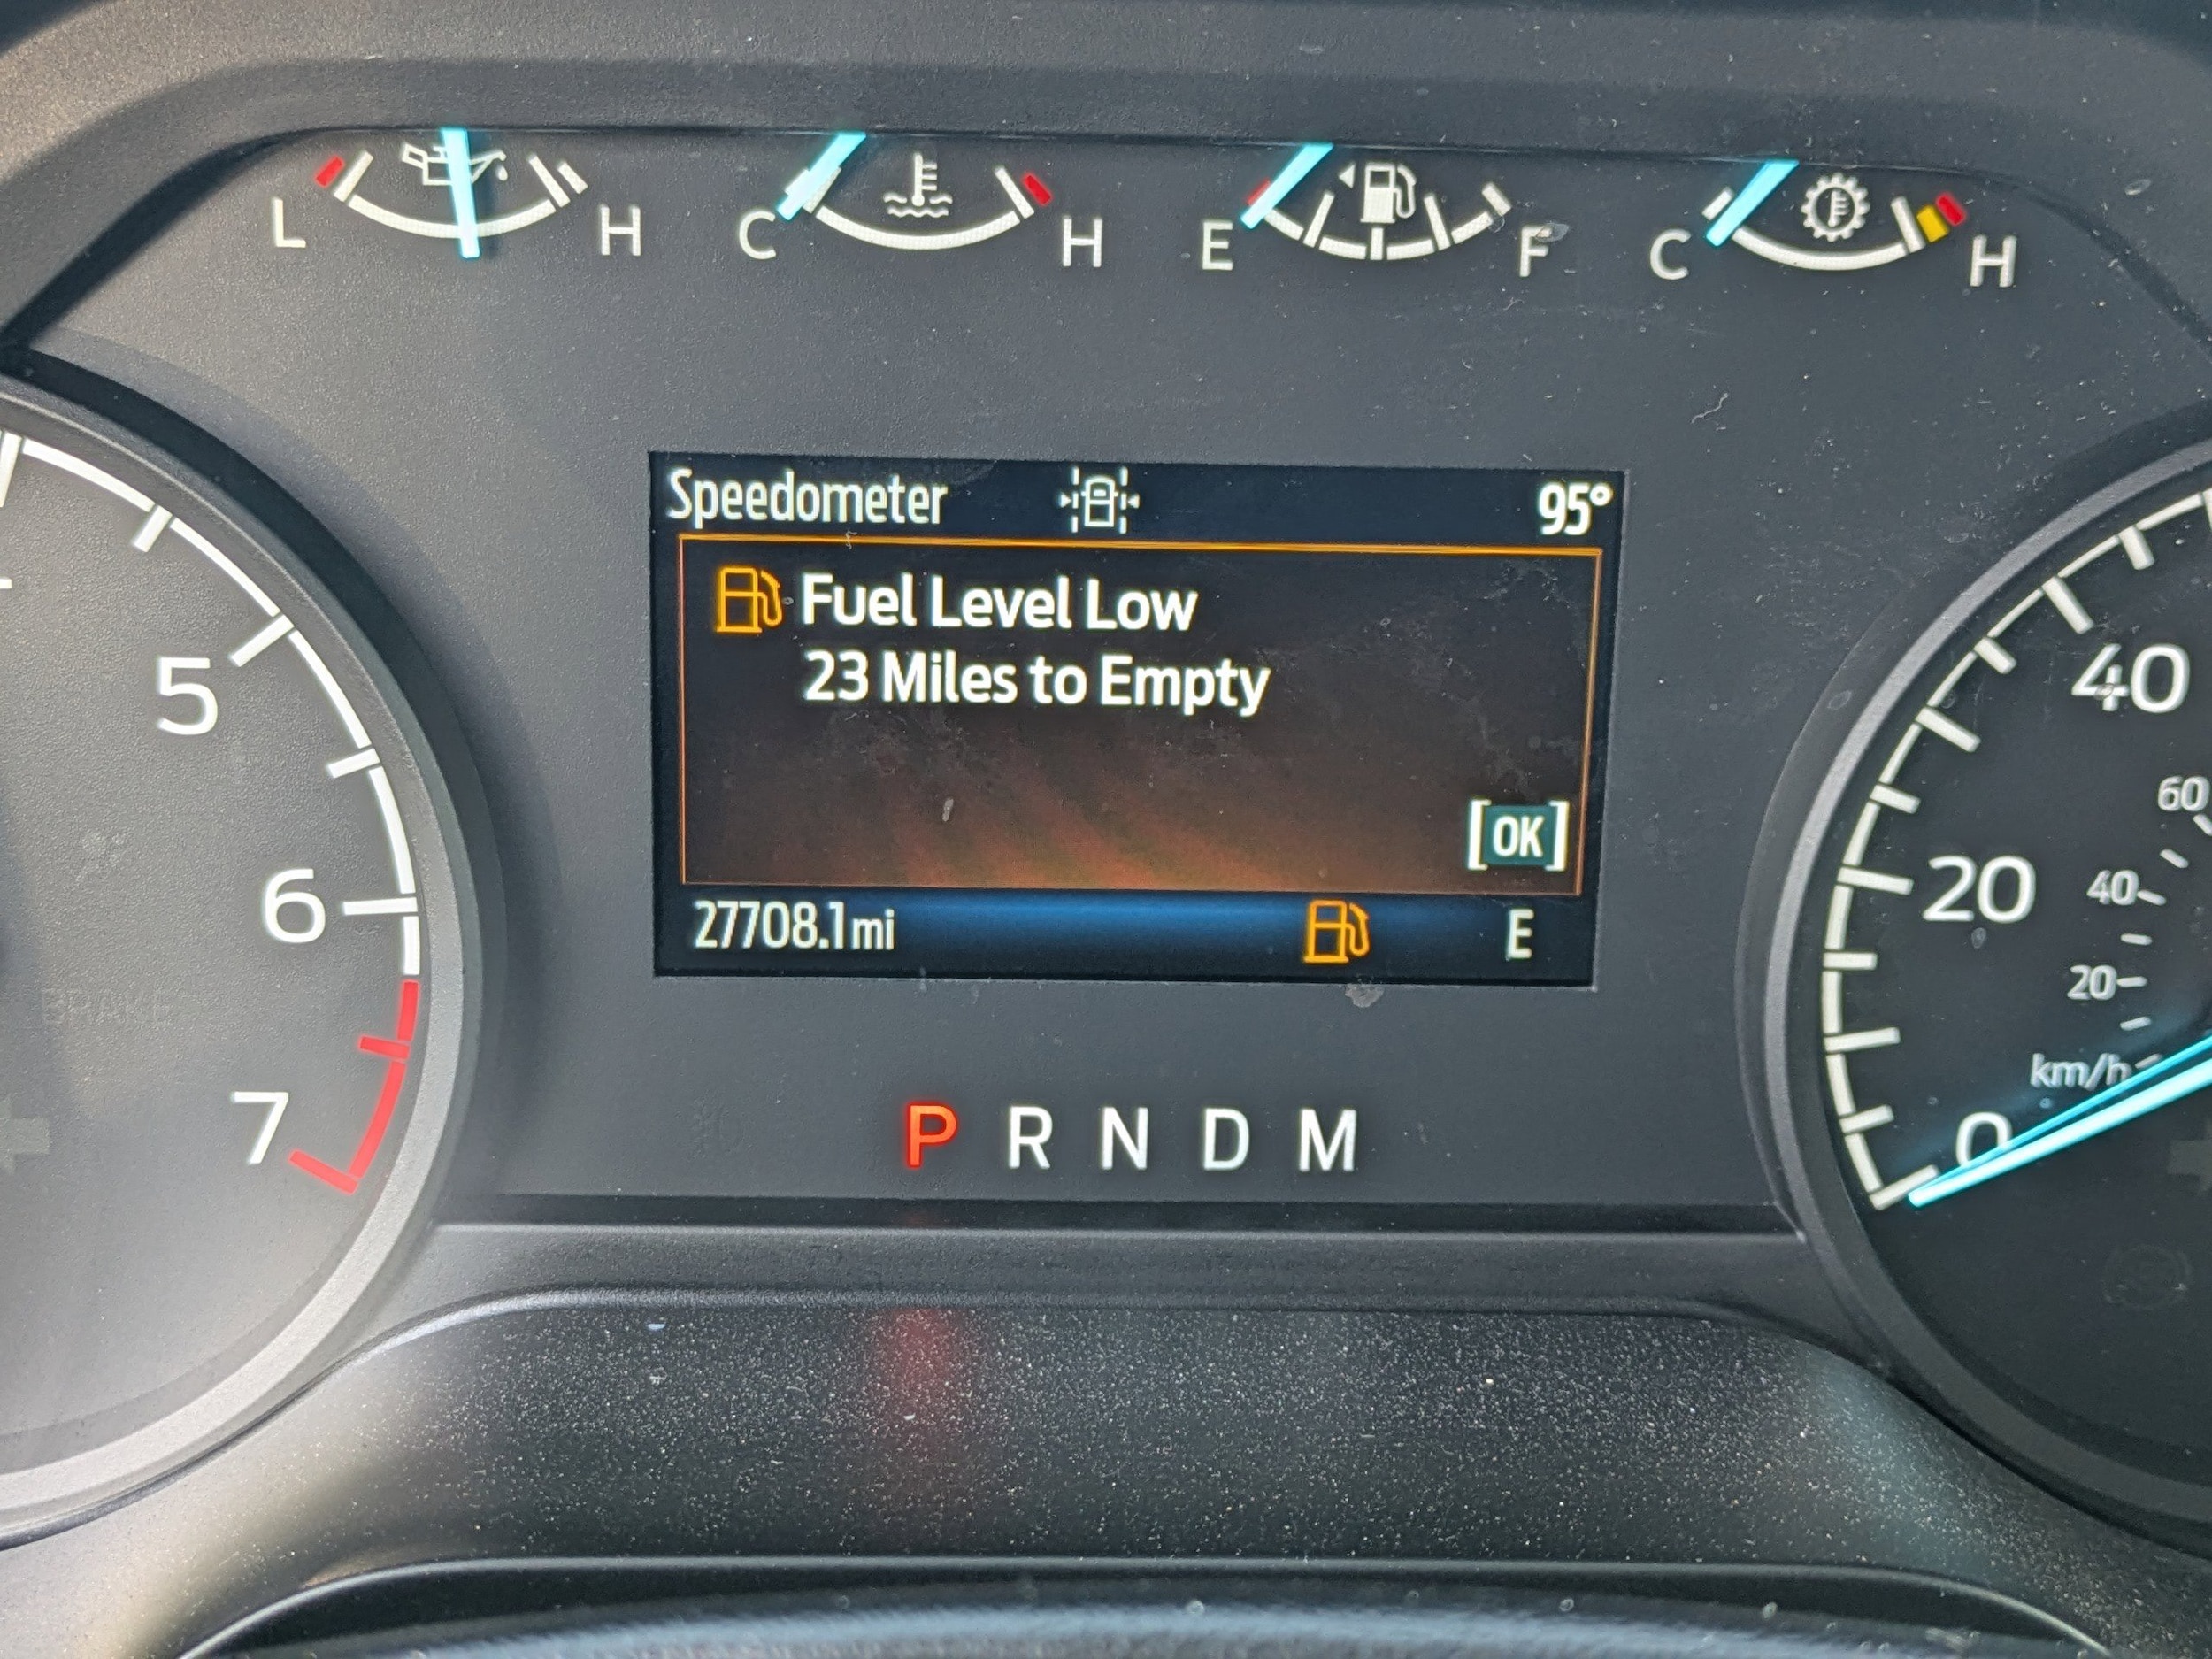 L H
C H
E F
C H
Speedometer 95°
Fuel Level Low
23 Miles to Empty
[OK]
27708.1mi E
P R N D M
5
6
7
BRAKE
40
20
0
60
40
20
km/h